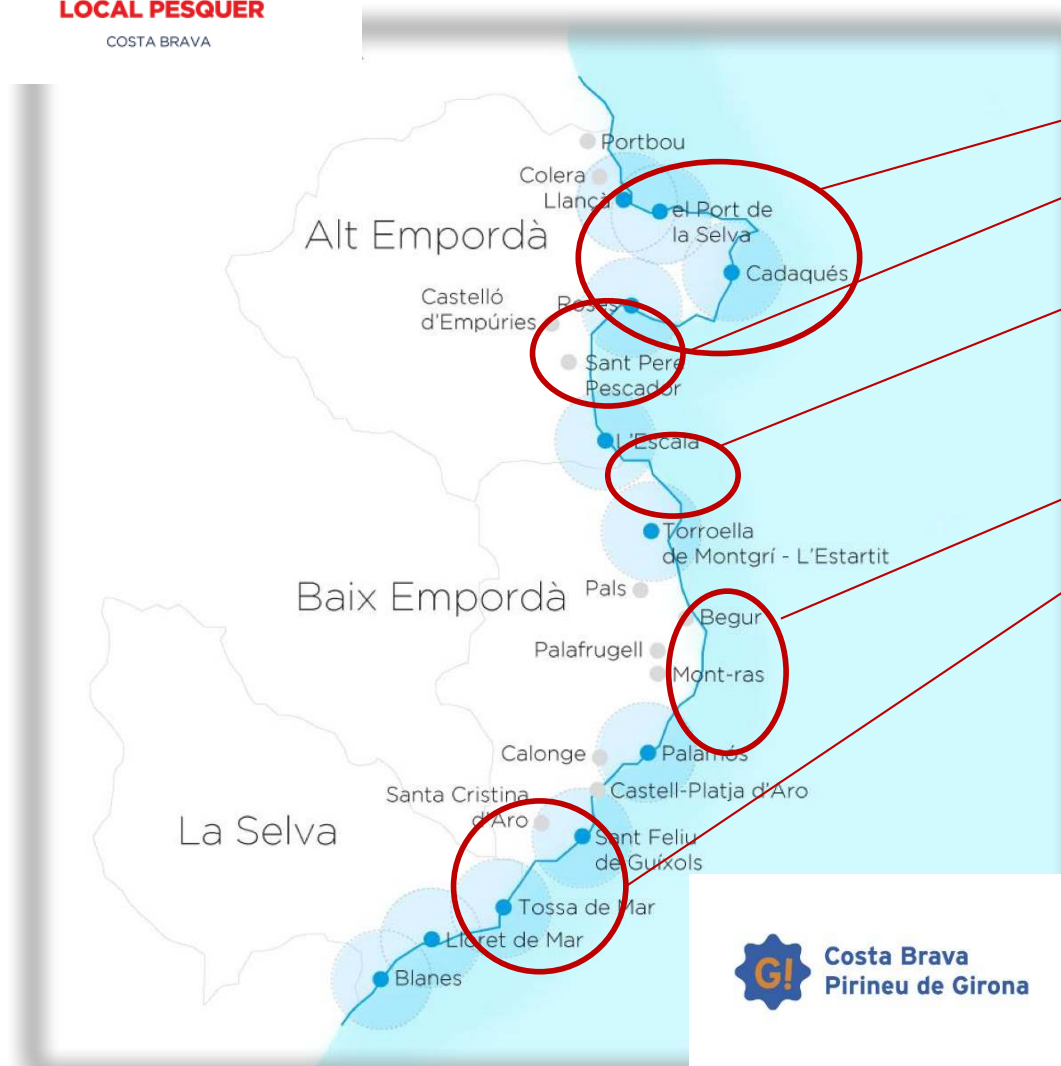 LOCAL PESQUER
COSTA BRAVA
Portbou
Colera
Llançà
el Port de
la Selva
Alt Empordà
Cadaqués
Castelló
d'Empúries
Roses
Sant Pere
Pescador
L'Escala
Torroella
de Montgrí - L'Estartit
Baix Empordà
Pals
Begur
Palafrugell
Mont-ras
Calonge
Palamós
Castell-Platja d'Aro
Santa Cristina
d'Aro
La Selva
Sant Feliu
de Guíxols
Tossa de Mar
Lloret de Mar
Blanes
G!
Costa Brava
Pirineu de Girona